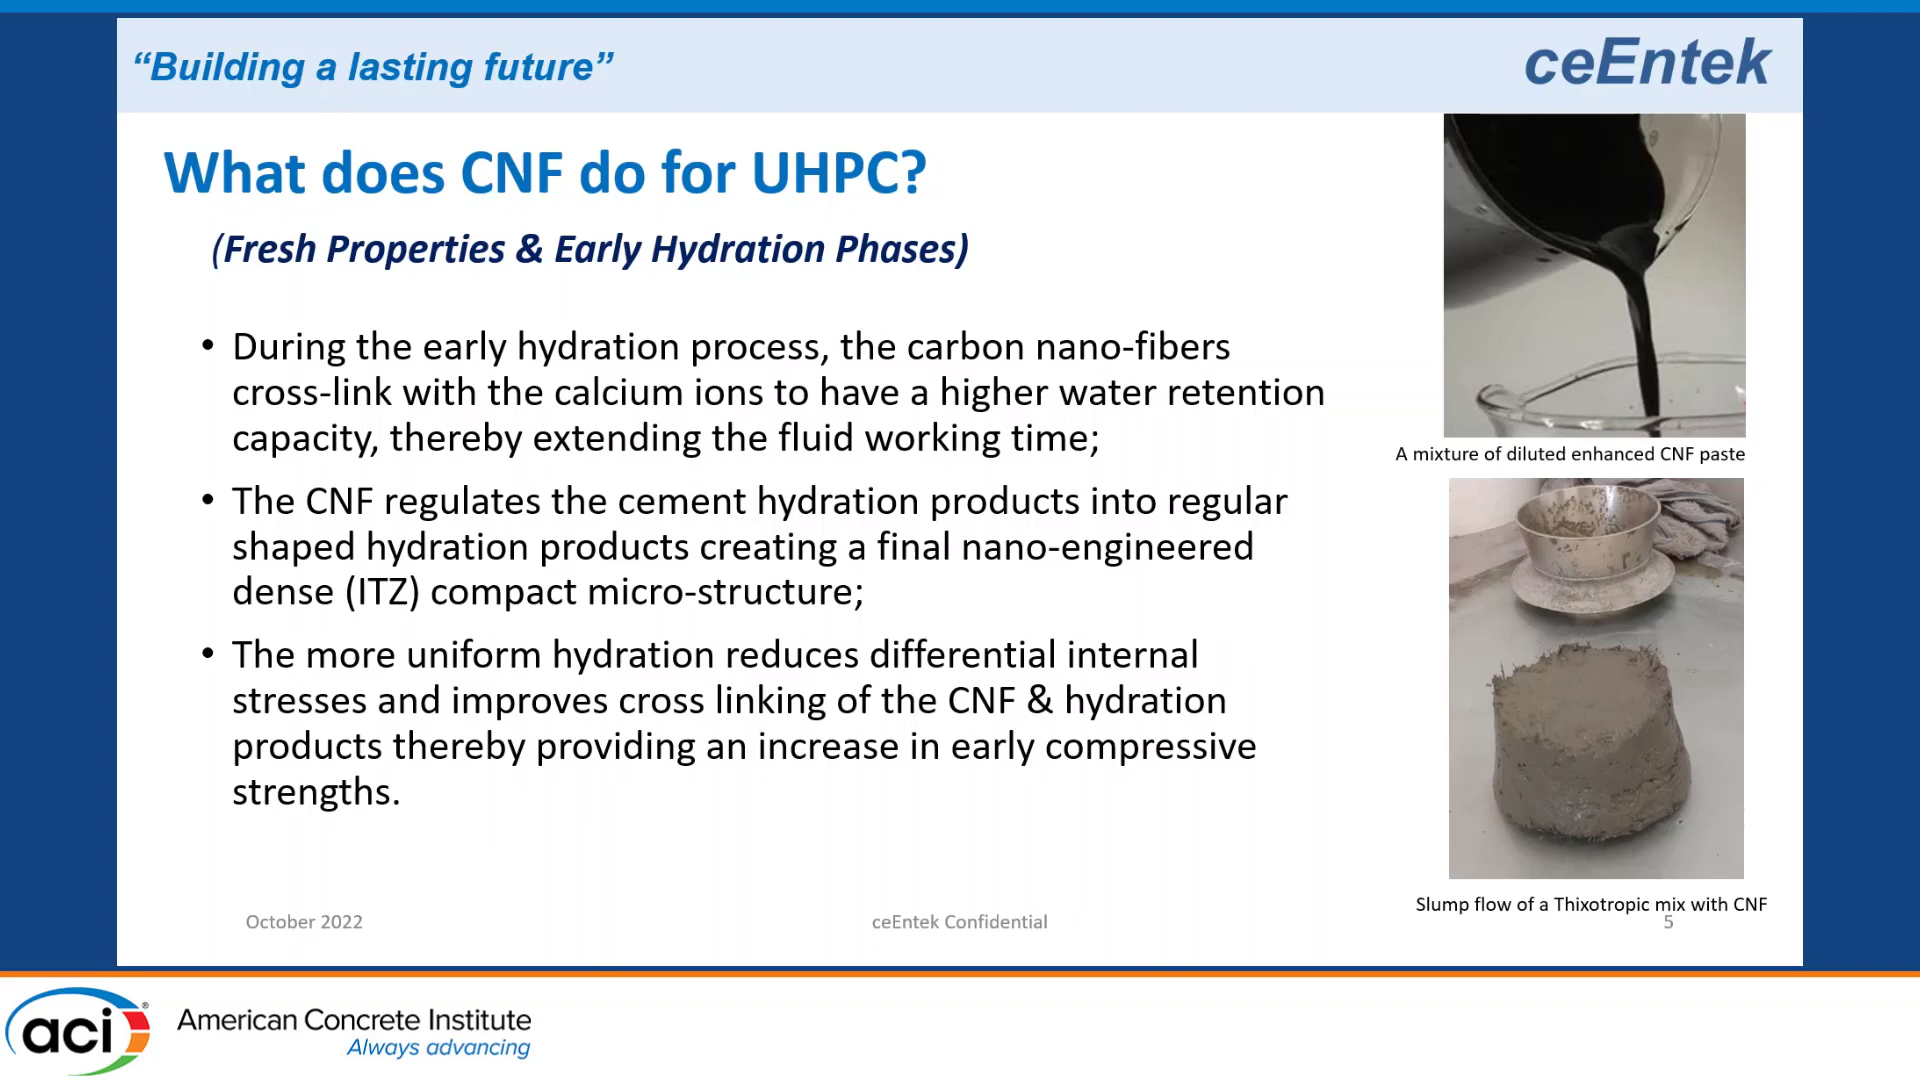 “Building a lasting future”
ceEntek
What does CNF do for UHPC?
(Fresh Properties & Early Hydration Phases)
• During the early hydration process, the carbon nano-fibers
cross-link with the calcium ions to have a higher water retention
capacity, thereby extending the fluid working time;
• The CNF regulates the cement hydration products into regular
shaped hydration products creating a final nano-engineered
dense (ITZ) compact micro-structure;
• The more uniform hydration reduces differential internal
stresses and improves cross linking of the CNF & hydration
products thereby providing an increase in early compressive
strengths.
A mixture of diluted enhanced CNF paste
Slump flow of a Thixotropic mix with CNF
October 2022
ceEntek Confidential
5
aci®
American Concrete Institute
Always advancing